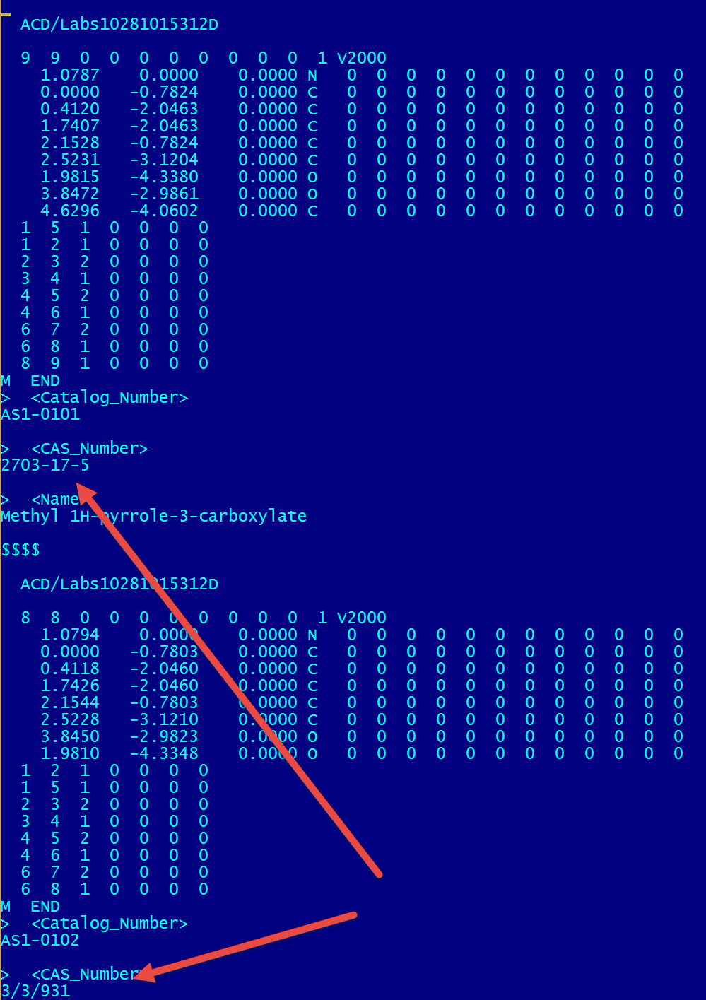 ACD/Labs10281015312D
9 9 0 0 0 0 0 0 0 0 1 V2000
1.0787 0.0000 0.0000 N 0 0 0 0 0 0 0 0 0 0 0 0
0.0000 -0.7824 0.0000 C 0 0 0 0 0 0 0 0 0 0 0 0
0.4120 -2.0463 0.0000 C 0 0 0 0 0 0 0 0 0 0 0 0
1.7407 -2.0463 0.0000 C 0 0 0 0 0 0 0 0 0 0 0 0
2.1528 -0.7824 0.0000 C 0 0 0 0 0 0 0 0 0 0 0 0
2.5231 -3.1204 0.0000 C 0 0 0 0 0 0 0 0 0 0 0 0
1.9815 -4.3380 0.0000 O 0 0 0 0 0 0 0 0 0 0 0 0
3.8472 -2.9861 0.0000 O 0 0 0 0 0 0 0 0 0 0 0 0
4.6296 -4.0602 0.0000 C 0 0 0 0 0 0 0 0 0 0 0 0
1 5 1 0 0 0 0
1 2 1 0 0 0 0
2 3 2 0 0 0 0
3 4 1 0 0 0 0
4 5 2 0 0 0 0
4 6 1 0 0 0 0
6 7 2 0 0 0 0
6 8 1 0 0 0 0
8 9 1 0 0 0 0
M END
> <Catalog_Number>
AS1-0101
> <CAS_Number>
2703-17-5
> <Name
Methyl 1H-pyrrole-3-carboxylate
$$$$
ACD/Labs10281015312D
8 8 0 0 0 0 0 0 0 0 1 V2000
1.0794 0.0000 0.0000 N 0 0 0 0 0 0 0 0 0 0 0 0
0.0000 -0.7803 0.0000 C 0 0 0 0 0 0 0 0 0 0 0 0
0.4118 -2.0460 0.0000 C 0 0 0 0 0 0 0 0 0 0 0 0
1.7426 -2.0460 0.0000 C 0 0 0 0 0 0 0 0 0 0 0 0
2.1544 -0.7803 0.0000 C 0 0 0 0 0 0 0 0 0 0 0 0
2.5228 -3.1210 0.0000 C 0 0 0 0 0 0 0 0 0 0 0 0
3.8450 -2.9823 0.0000 O 0 0 0 0 0 0 0 0 0 0 0 0
1.9810 -4.3348 0.0000 O 0 0 0 0 0 0 0 0 0 0 0 0
1 2 1 0 0 0 0
1 5 1 0 0 0 0
2 3 2 0 0 0 0
3 4 1 0 0 0 0
4 5 2 0 0 0 0
4 6 1 0 0 0 0
6 7 2 0 0 0 0
6 8 1 0 0 0 0
M END
> <Catalog_Number>
AS1-0102
> <CAS_Number
3/3/931